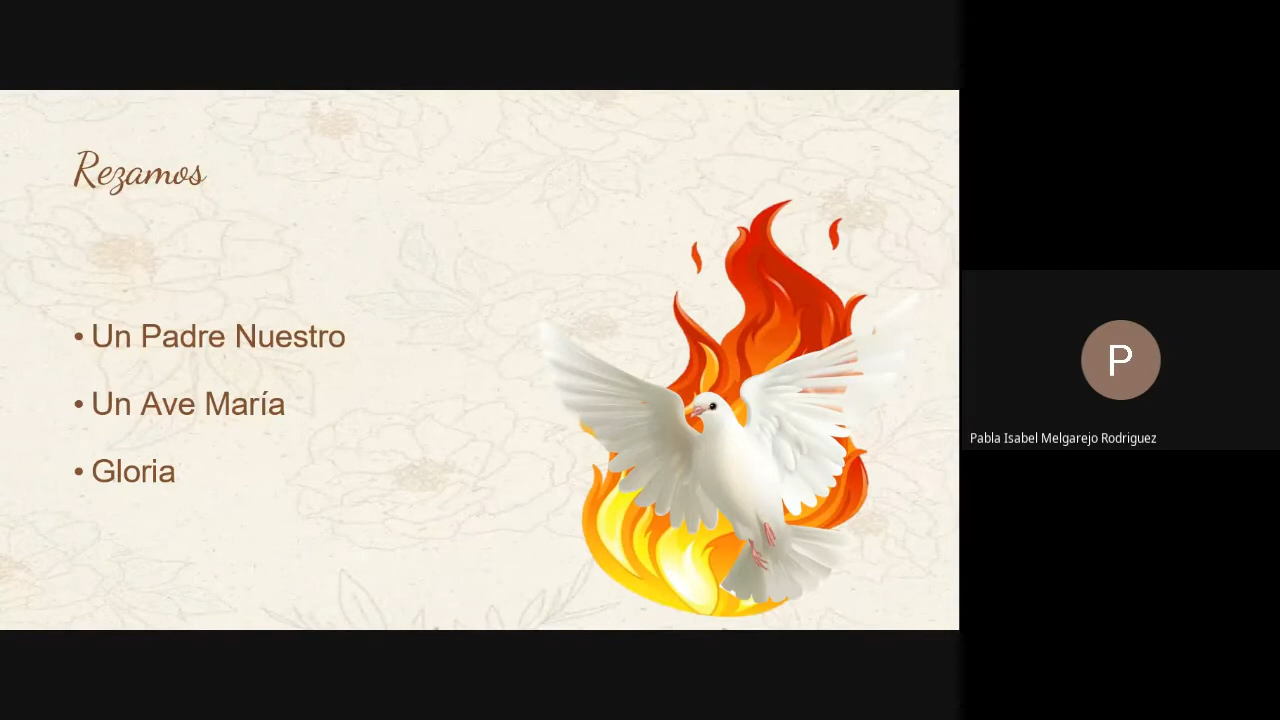 Rezamos
• Un Padre Nuestro
• Un Ave María
• Gloria
P
Pabla Isabel Melgarejo Rodriguez